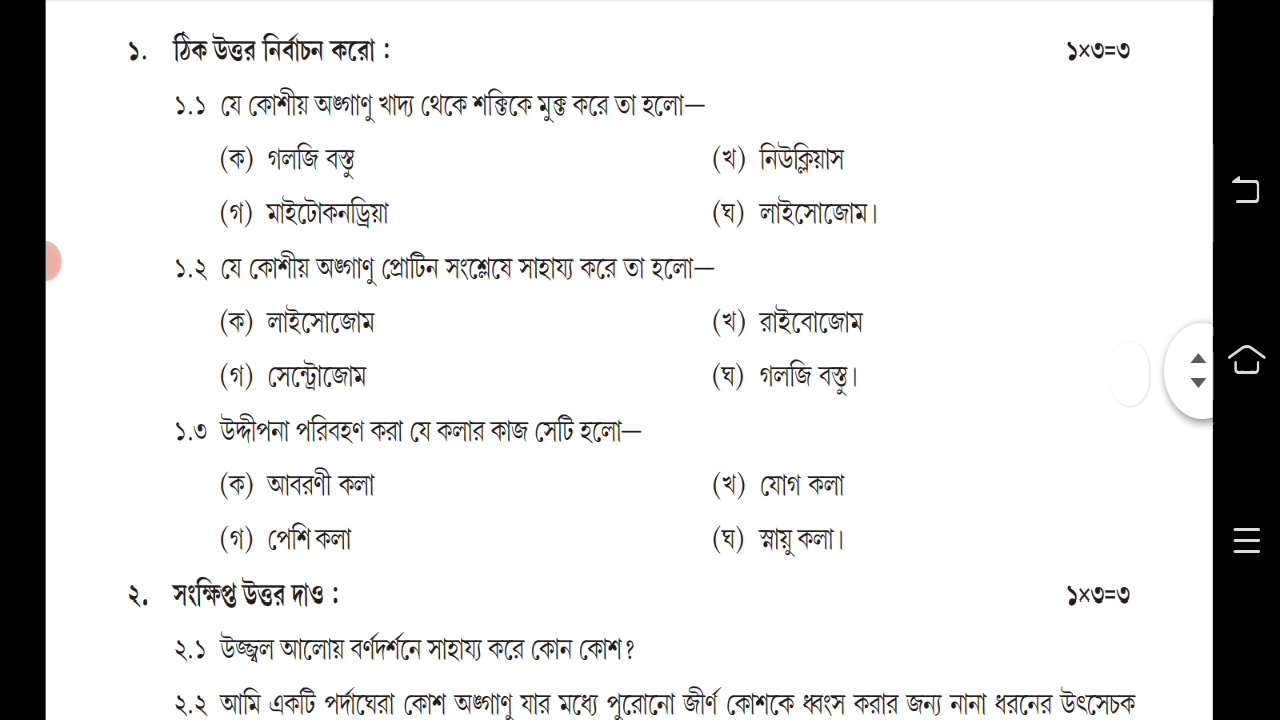 ১. ঠিক উত্তর নির্বাচন করো : ১×৩=৩
১.১ যে কোশীয় অঙ্গাণু খাদ্য থেকে শক্তিকে মুক্ত করে তা হলো—
(ক) গলজি বস্তু (খ) নিউক্লিয়াস
(গ) মাইটোকনড্রিয়া (ঘ) লাইসোজোম।
১.২ যে কোশীয় অঙ্গাণু প্রোটিন সংশ্লেষে সাহায্য করে তা হলো—
(ক) লাইসোজোম (খ) রাইবোজোম
(গ) সেন্ট্রোজোম (ঘ) গলজি বস্তু।
১.৩ উদ্দীপনা পরিবহণ করা যে কলার কাজ সেটি হলো—
(ক) আবরণী কলা (খ) যোগ কলা
(গ) পেশি কলা (ঘ) স্নায়ু কলা।
২. সংক্ষিপ্ত উত্তর দাও : ১×৩=৩
২.১ উজ্জ্বল আলোয় বর্ণদর্শনে সাহায্য করে কোন কোশ?
২.২ আমি একটি পর্দাঘেরা কোশ অঙ্গাণু যার মধ্যে পুরোনো জীর্ণ কোশকে ধ্বংস করার জন্য নানা ধরনের উৎসেচক